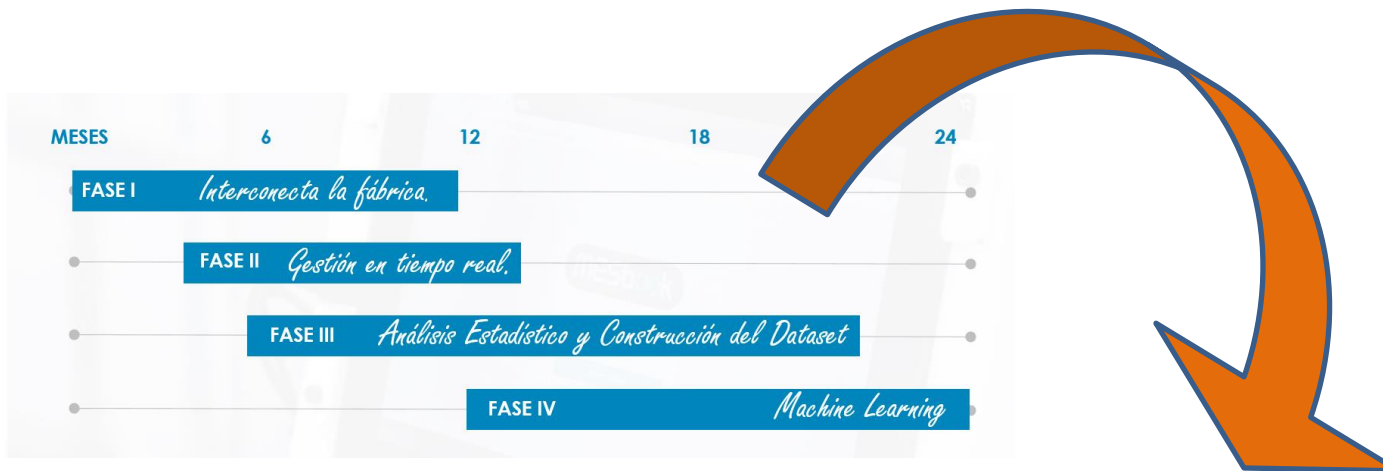 MESES 6 12 18 24
FASE I Interconecta la fábrica.
FASE II Gestión en tiempo real.
FASE III Análisis Estadístico y Construcción del Dataset
FASE IV Machine Learning